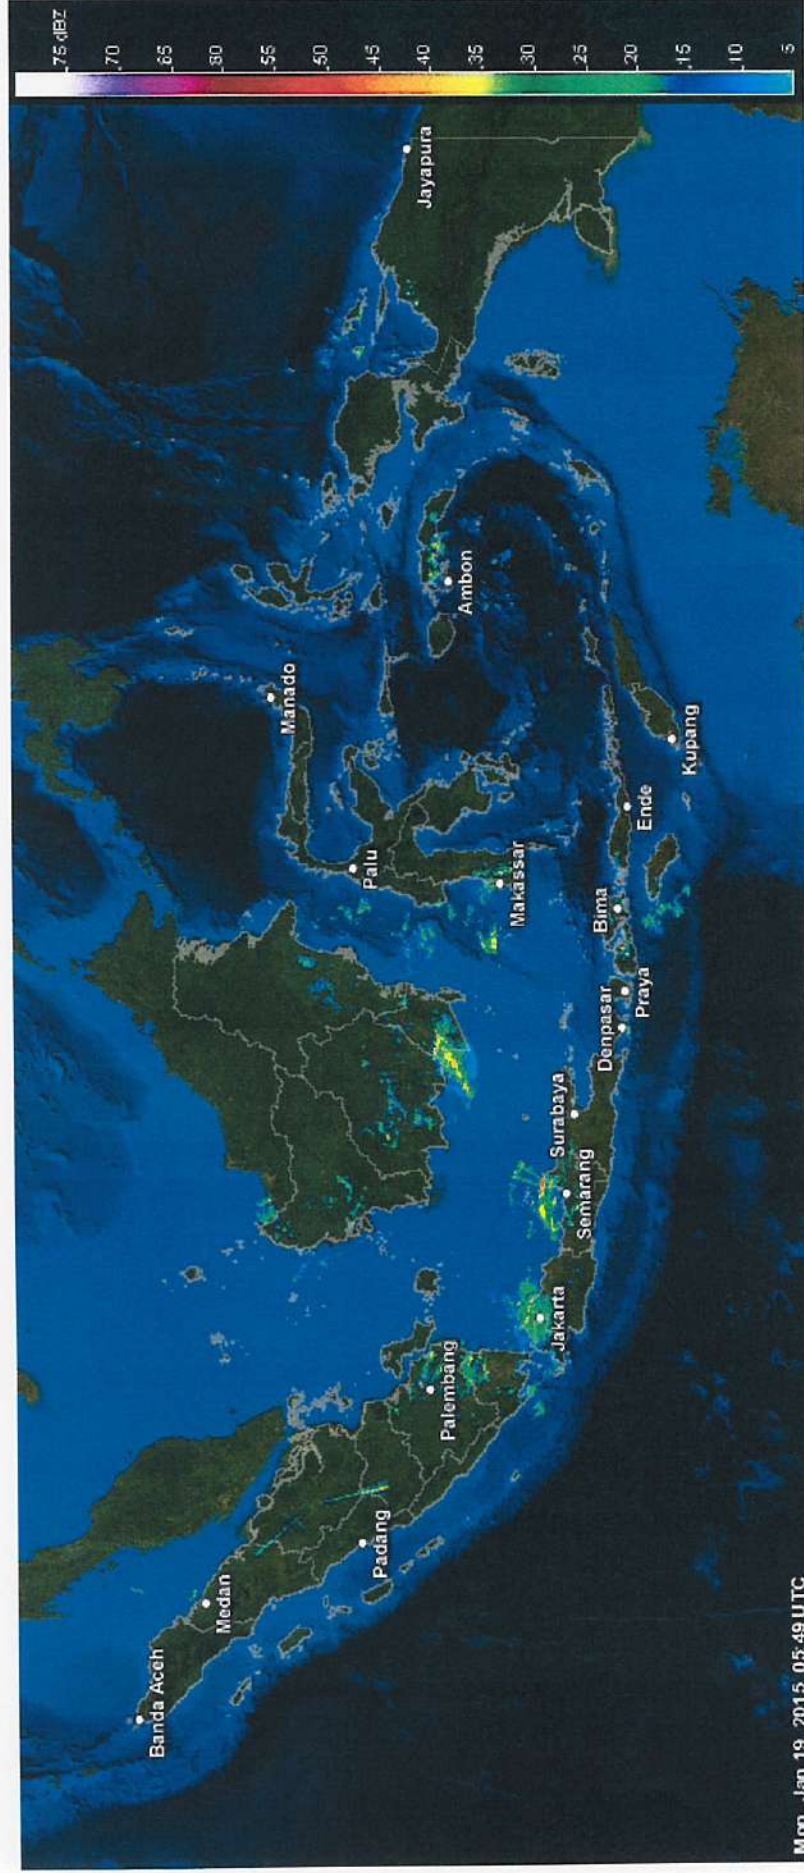 75 dBZ
70
65
60
55
50
45
40
35
30
25
20
15
10
5
Banda Aceh
Medan
Manado
Palu
Padang
Jayapura
Palembang
Ambon
Makassar
Jakarta
Surabaya
Semarang
Bima
Denpasar
Praya
Ende
Kupang
Mon, Jan 19, 2015, 05:49 UTC